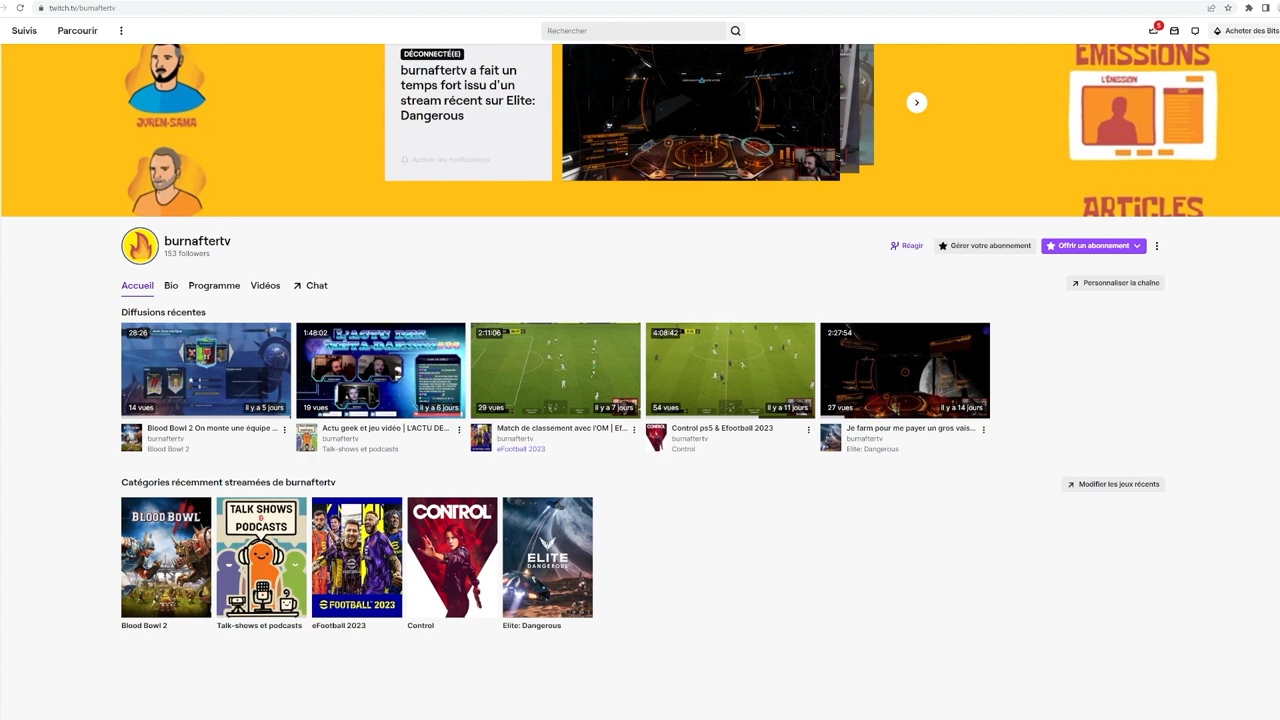 twitch.tv/burnaftertv
Suivis
Parcourir
Rechercher
5
Acheter des Bits
JVREM-SAMA
DÉCONNECTÉ(E)
burnaftertv a fait un
temps fort issu d'un
stream récent sur Elite:
Dangerous
Activer les notifications
EMISSIONS
L'ÉMISSION
ARTICLES
burnaftertv
153 followers
Réagir
Gérer votre abonnement
Offrir un abonnement
Accueil
Bio
Programme
Vidéos
Chat
Personnaliser la chaîne
Diffusions récentes
28:26
14 vues
il y a 5 jours
1:48:02
19 vues
il y a 6 jours
2:11:06
29 vues
il y a 7 jours
4:08:42
54 vues
il y a 11 jours
2:27:54
27 vues
il y a 14 jours
Blood Bowl 2 On monte une équipe ...
burnaftertv
Blood Bowl 2
Actu geek et jeu vidéo | L'ACTU DE...
burnaftertv
Talk-shows et podcasts
Match de classement avec l'OM | Ef...
burnaftertv
eFootball 2023
Control ps5 & Efootball 2023
burnaftertv
Control
Je farm pour me payer un gros vais...
burnaftertv
Elite: Dangerous
Catégories récemment streamées de burnaftertv
Modifier les jeux récents
BLOOD BOWL
TALK SHOWS
&
PODCASTS
FOOTBALL 2023
CONTROL
ELITE
DANGEROUS
Blood Bowl 2
Talk-shows et podcasts
eFootball 2023
Control
Elite: Dangerous